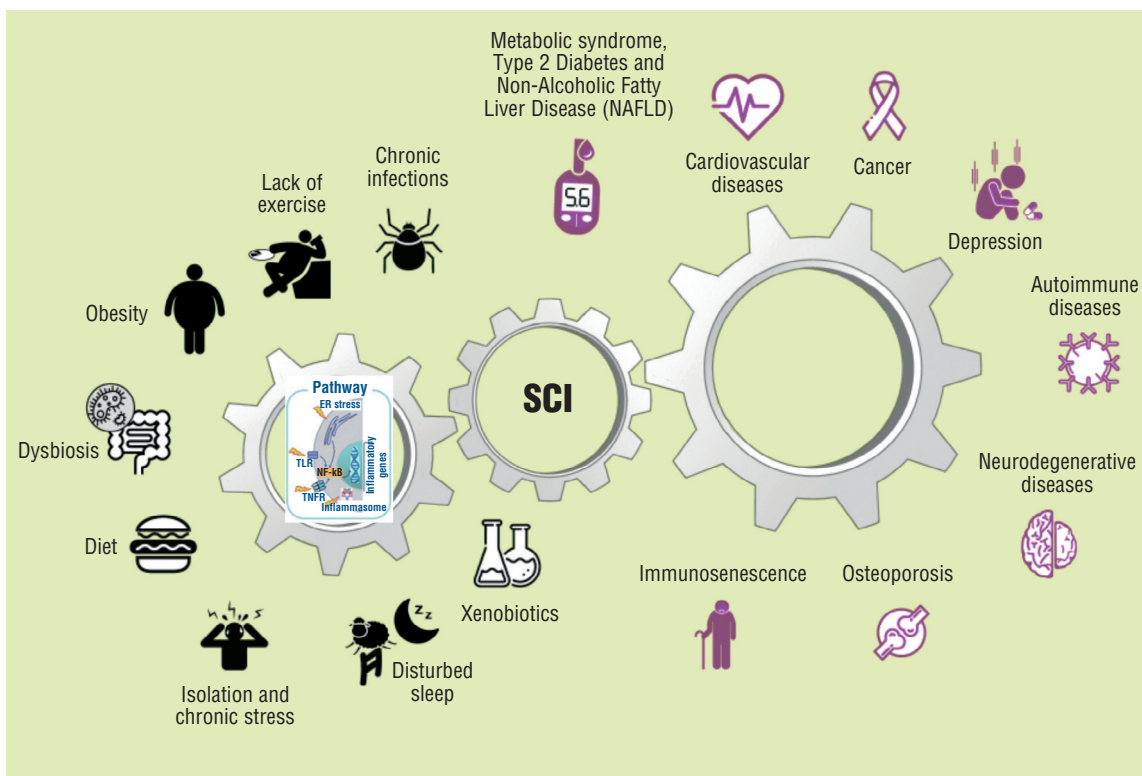 Metabolic syndrome,
Type 2 Diabetes and
Non-Alcoholic Fatty
Liver Disease (NAFLD)
5.6
Cardiovascular
diseases
Cancer
Depression
Autoimmune
diseases
Neurodegenerative
diseases
Osteoporosis
Immunosenescence
Chronic
infections
Lack of
exercise
Obesity
Dysbiosis
Diet
Isolation and
chronic stress
zz
Disturbed
sleep
Xenobiotics
Pathway
ER stress
TLR
NF-kB
TNFR
Inflammasome
Inflammatory
genes
SCI